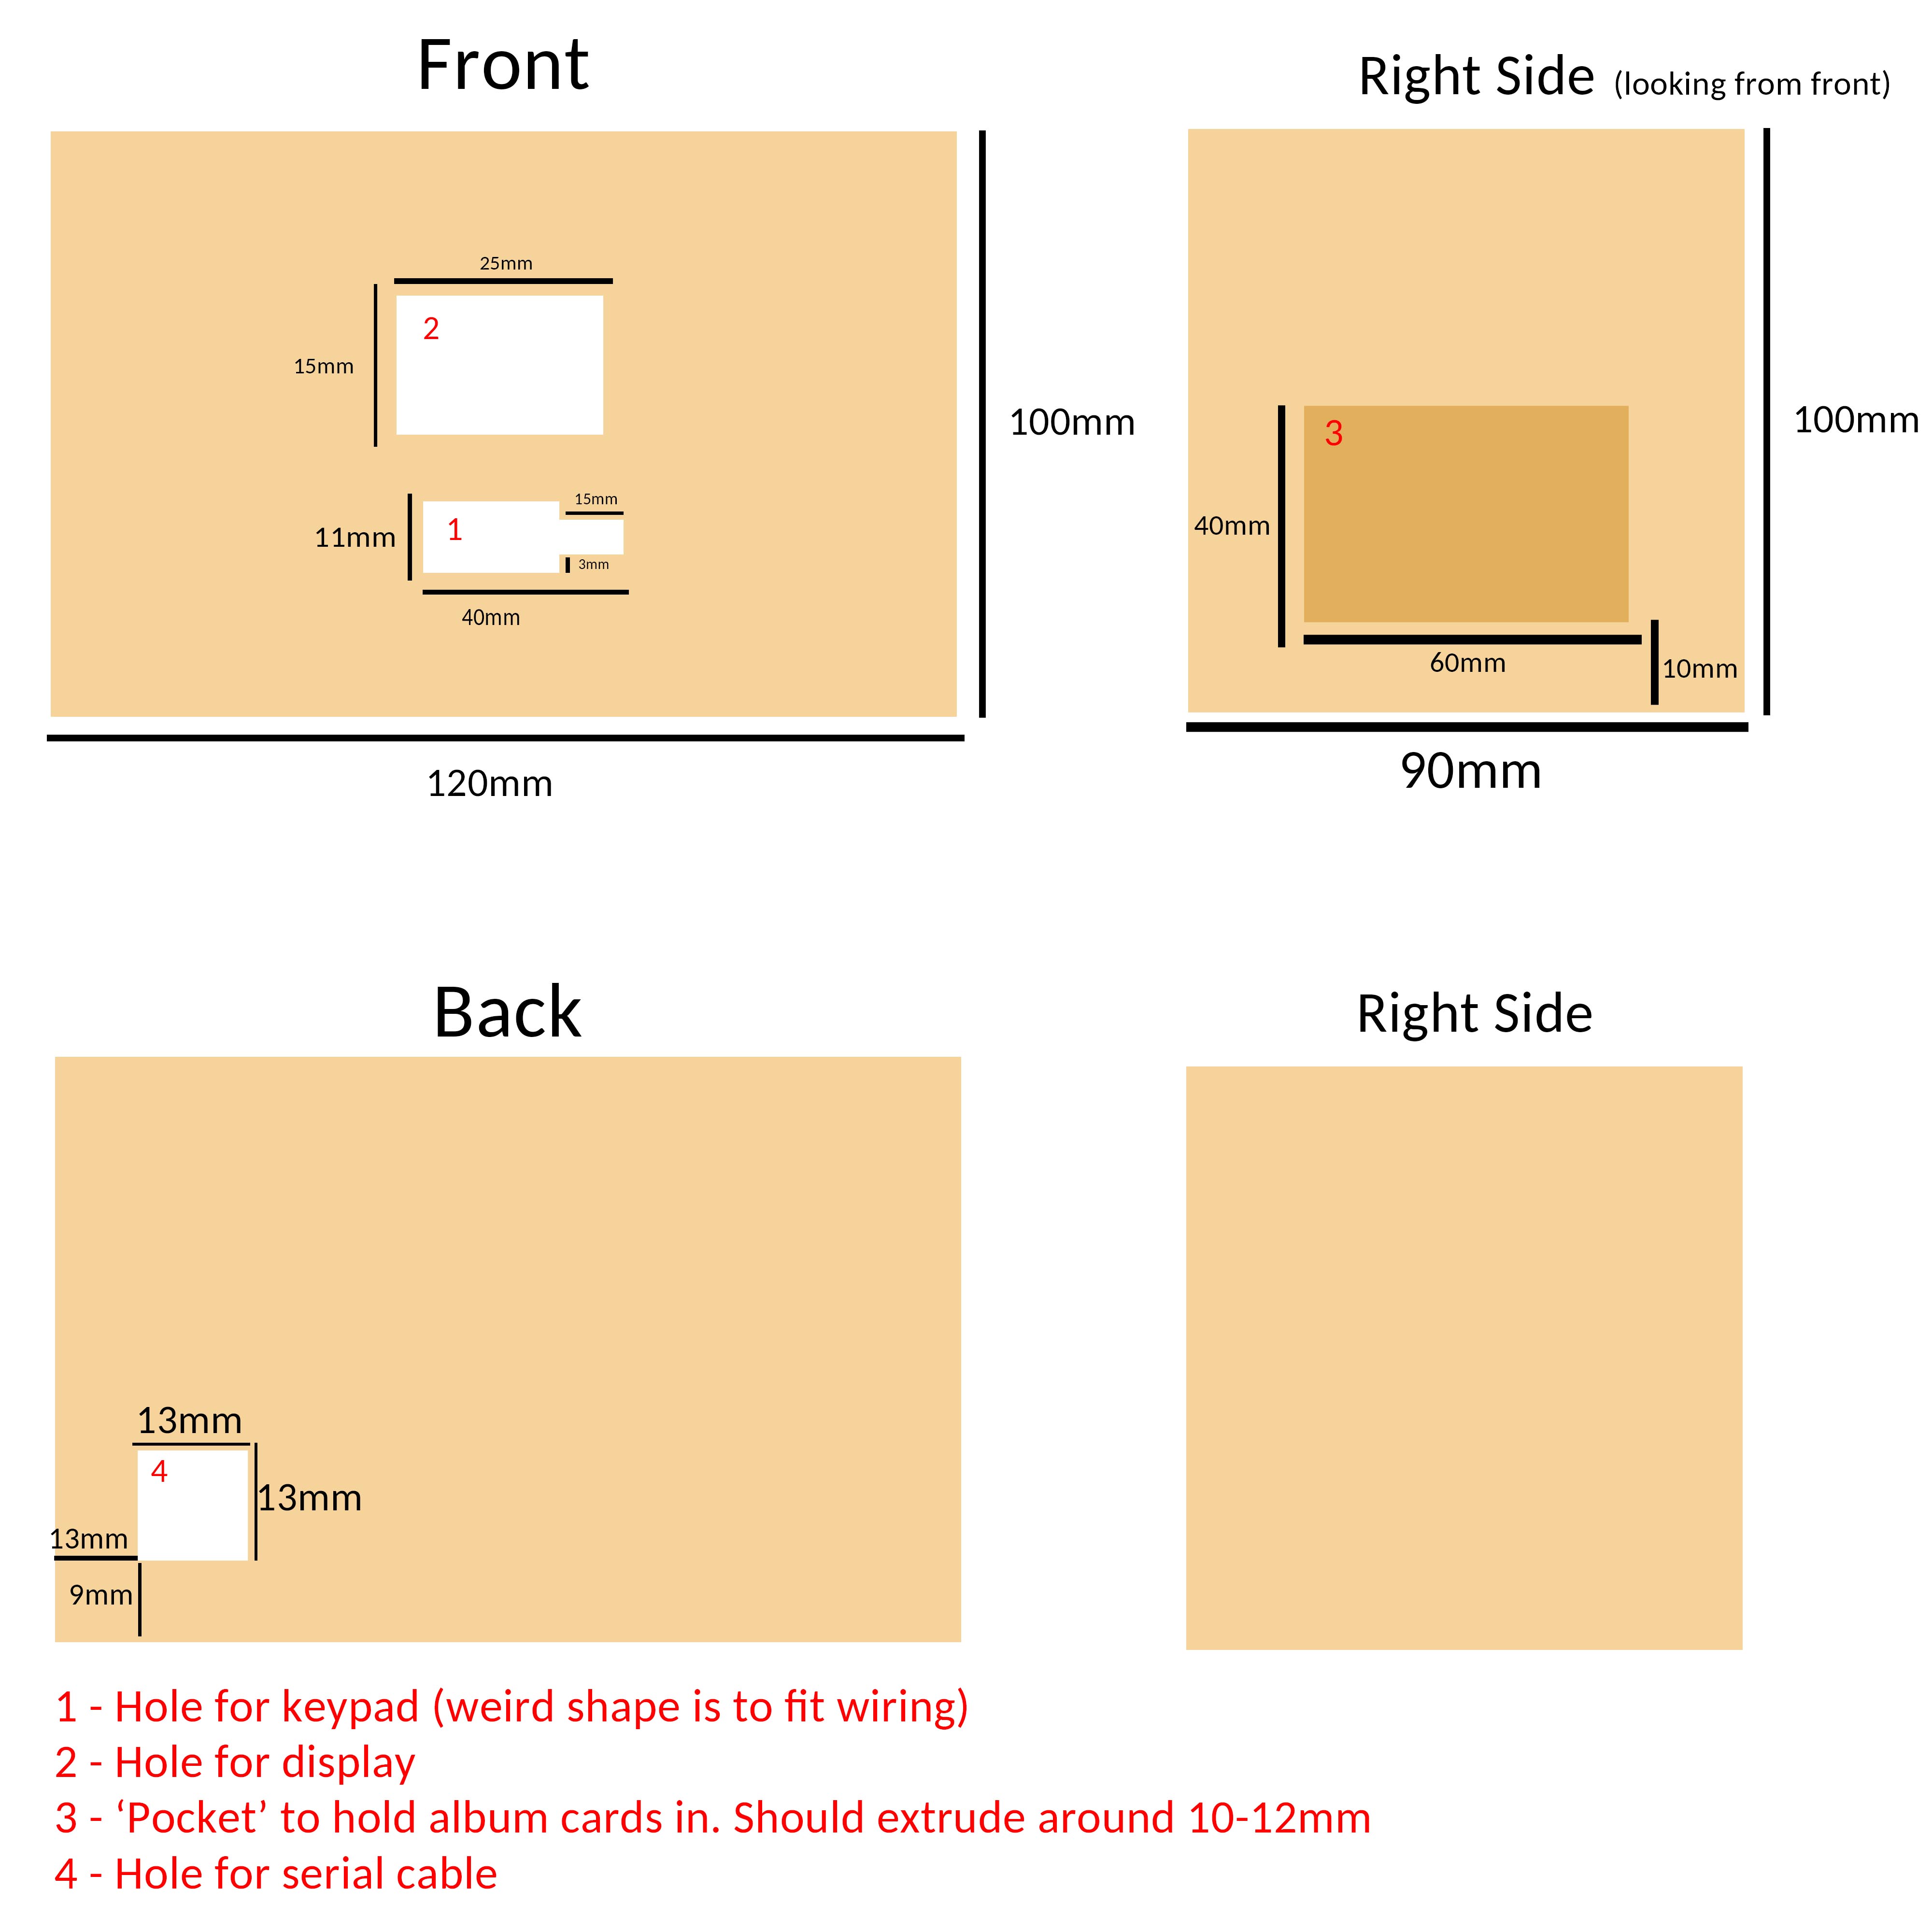 Front
Right Side (looking from front)
25mm
2
15mm
100mm
100mm
3
15mm
11mm
1
3mm
40mm
40mm
60mm
10mm
120mm
90mm
Back
Right Side
13mm
4
13mm
13mm
9mm
1 - Hole for keypad (weird shape is to fit wiring)
2 - Hole for display
3 - ‘Pocket’ to hold album cards in. Should extrude around 10-12mm
4 - Hole for serial cable